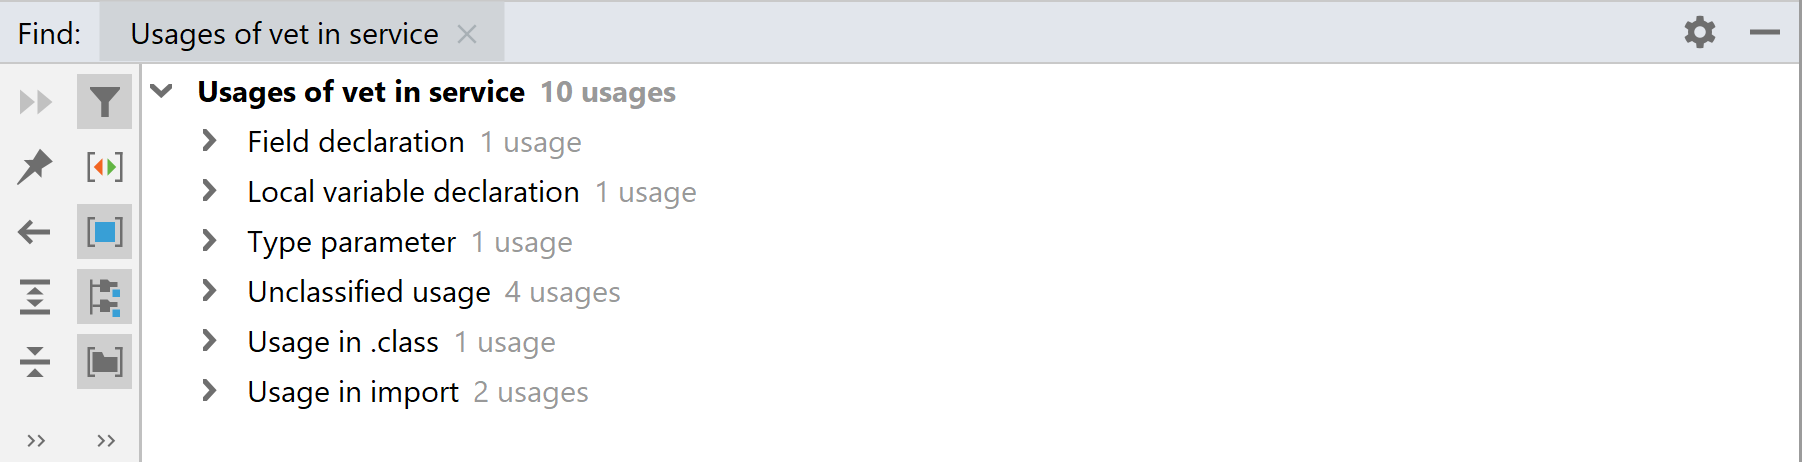 Find: Usages of vet in service
Usages of vet in service 10 usages
Field declaration 1 usage
Local variable declaration 1 usage
Type parameter 1 usage
Unclassified usage 4 usages
Usage in .class 1 usage
Usage in import 2 usages